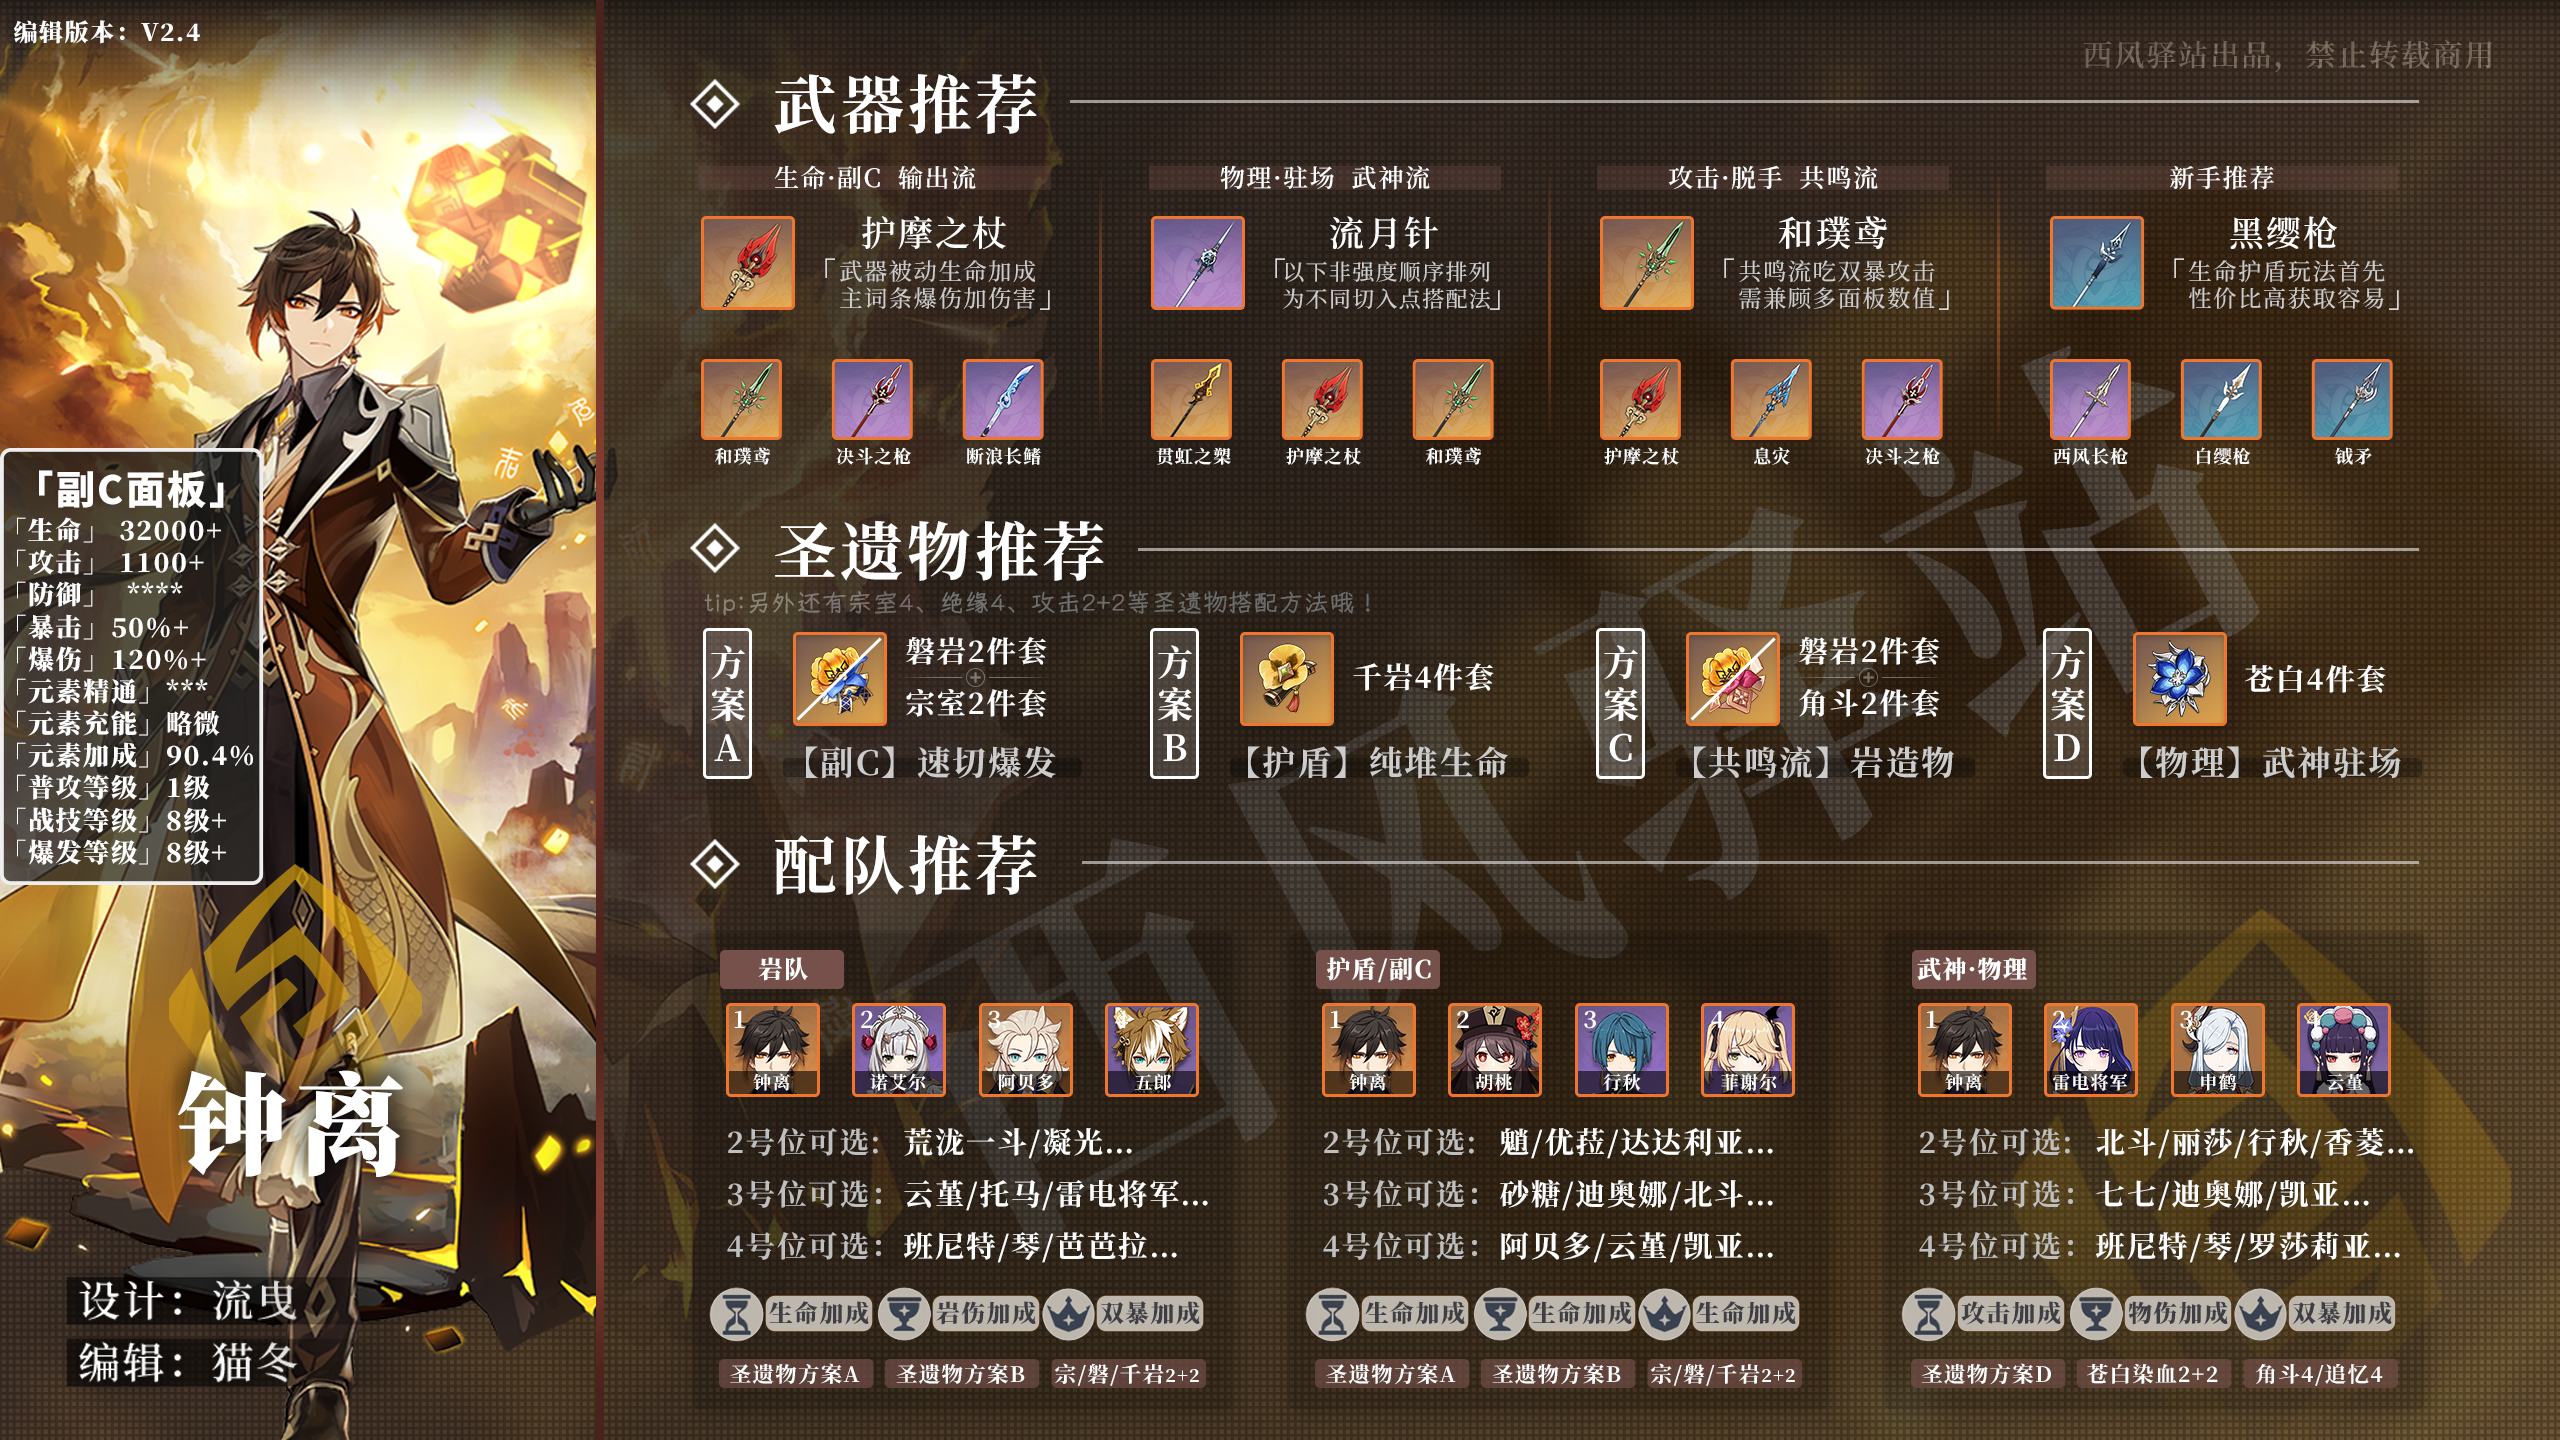 编辑版本：V2.4
西风驿站出品，禁止转载商用
武器推荐
生命·副C 输出流
护摩之杖
「武器被动生命加成
主词条爆伤加伤害」
和璞鸢
决斗之枪
断浪长鳍
物理·驻场 武神流
流月针
「以下非强度顺序排列
为不同切入点搭配法」
贯虹之槊
护摩之杖
和璞鸢
攻击·脱手 共鸣流
和璞鸢
「共鸣流吃双暴攻击
需兼顾多面板数值」
护摩之杖
息灾
决斗之枪
新手推荐
黑缨枪
「生命护盾玩法首先
性价比高获取容易」
西风长枪
白缨枪
钺矛
「副C面板」
「生命」 32000+
「攻击」 1100+
「防御」 ****
「暴击」50%+
「爆伤」120%+
「元素精通」***
「元素充能」略微
「元素加成」90.4%
「普攻等级」1级
「战技等级」8级+
「爆发等级」8级+
钟离
设计：流曳
编辑：猫冬
圣遗物推荐
tip:另外还有宗室4、绝缘4、攻击2+2等圣遗物搭配方法哦！
方案A
磐岩2件套
宗室2件套
【副C】速切爆发
方案B
千岩4件套
【护盾】纯堆生命
方案C
磐岩2件套
角斗2件套
【共鸣流】岩造物
方案D
苍白4件套
【物理】武神驻场
西风驿站
配队推荐
岩队
1 钟离
2 诺艾尔
3 阿贝多
五郎
2号位可选：荒泷一斗/凝光...
3号位可选：云堇/托马/雷电将军...
4号位可选：班尼特/琴/芭芭拉...
生命加成 岩伤加成 双暴加成
圣遗物方案A 圣遗物方案B 宗/磐/千岩2+2
护盾/副C
1 钟离
2 胡桃
3 行秋
4 菲谢尔
2号位可选：魈/优菈/达达利亚...
3号位可选：砂糖/迪奥娜/北斗...
4号位可选：阿贝多/云堇/凯亚...
生命加成 生命加成 生命加成
圣遗物方案A 圣遗物方案B 宗/磐/千岩2+2
武神·物理
1 钟离
2 雷电将军
3 申鹤
4 云堇
2号位可选：北斗/丽莎/行秋/香菱...
3号位可选：七七/迪奥娜/凯亚...
4号位可选：班尼特/琴/罗莎莉亚...
攻击加成 物伤加成 双暴加成
圣遗物方案D 苍白染血2+2 角斗4/追忆4